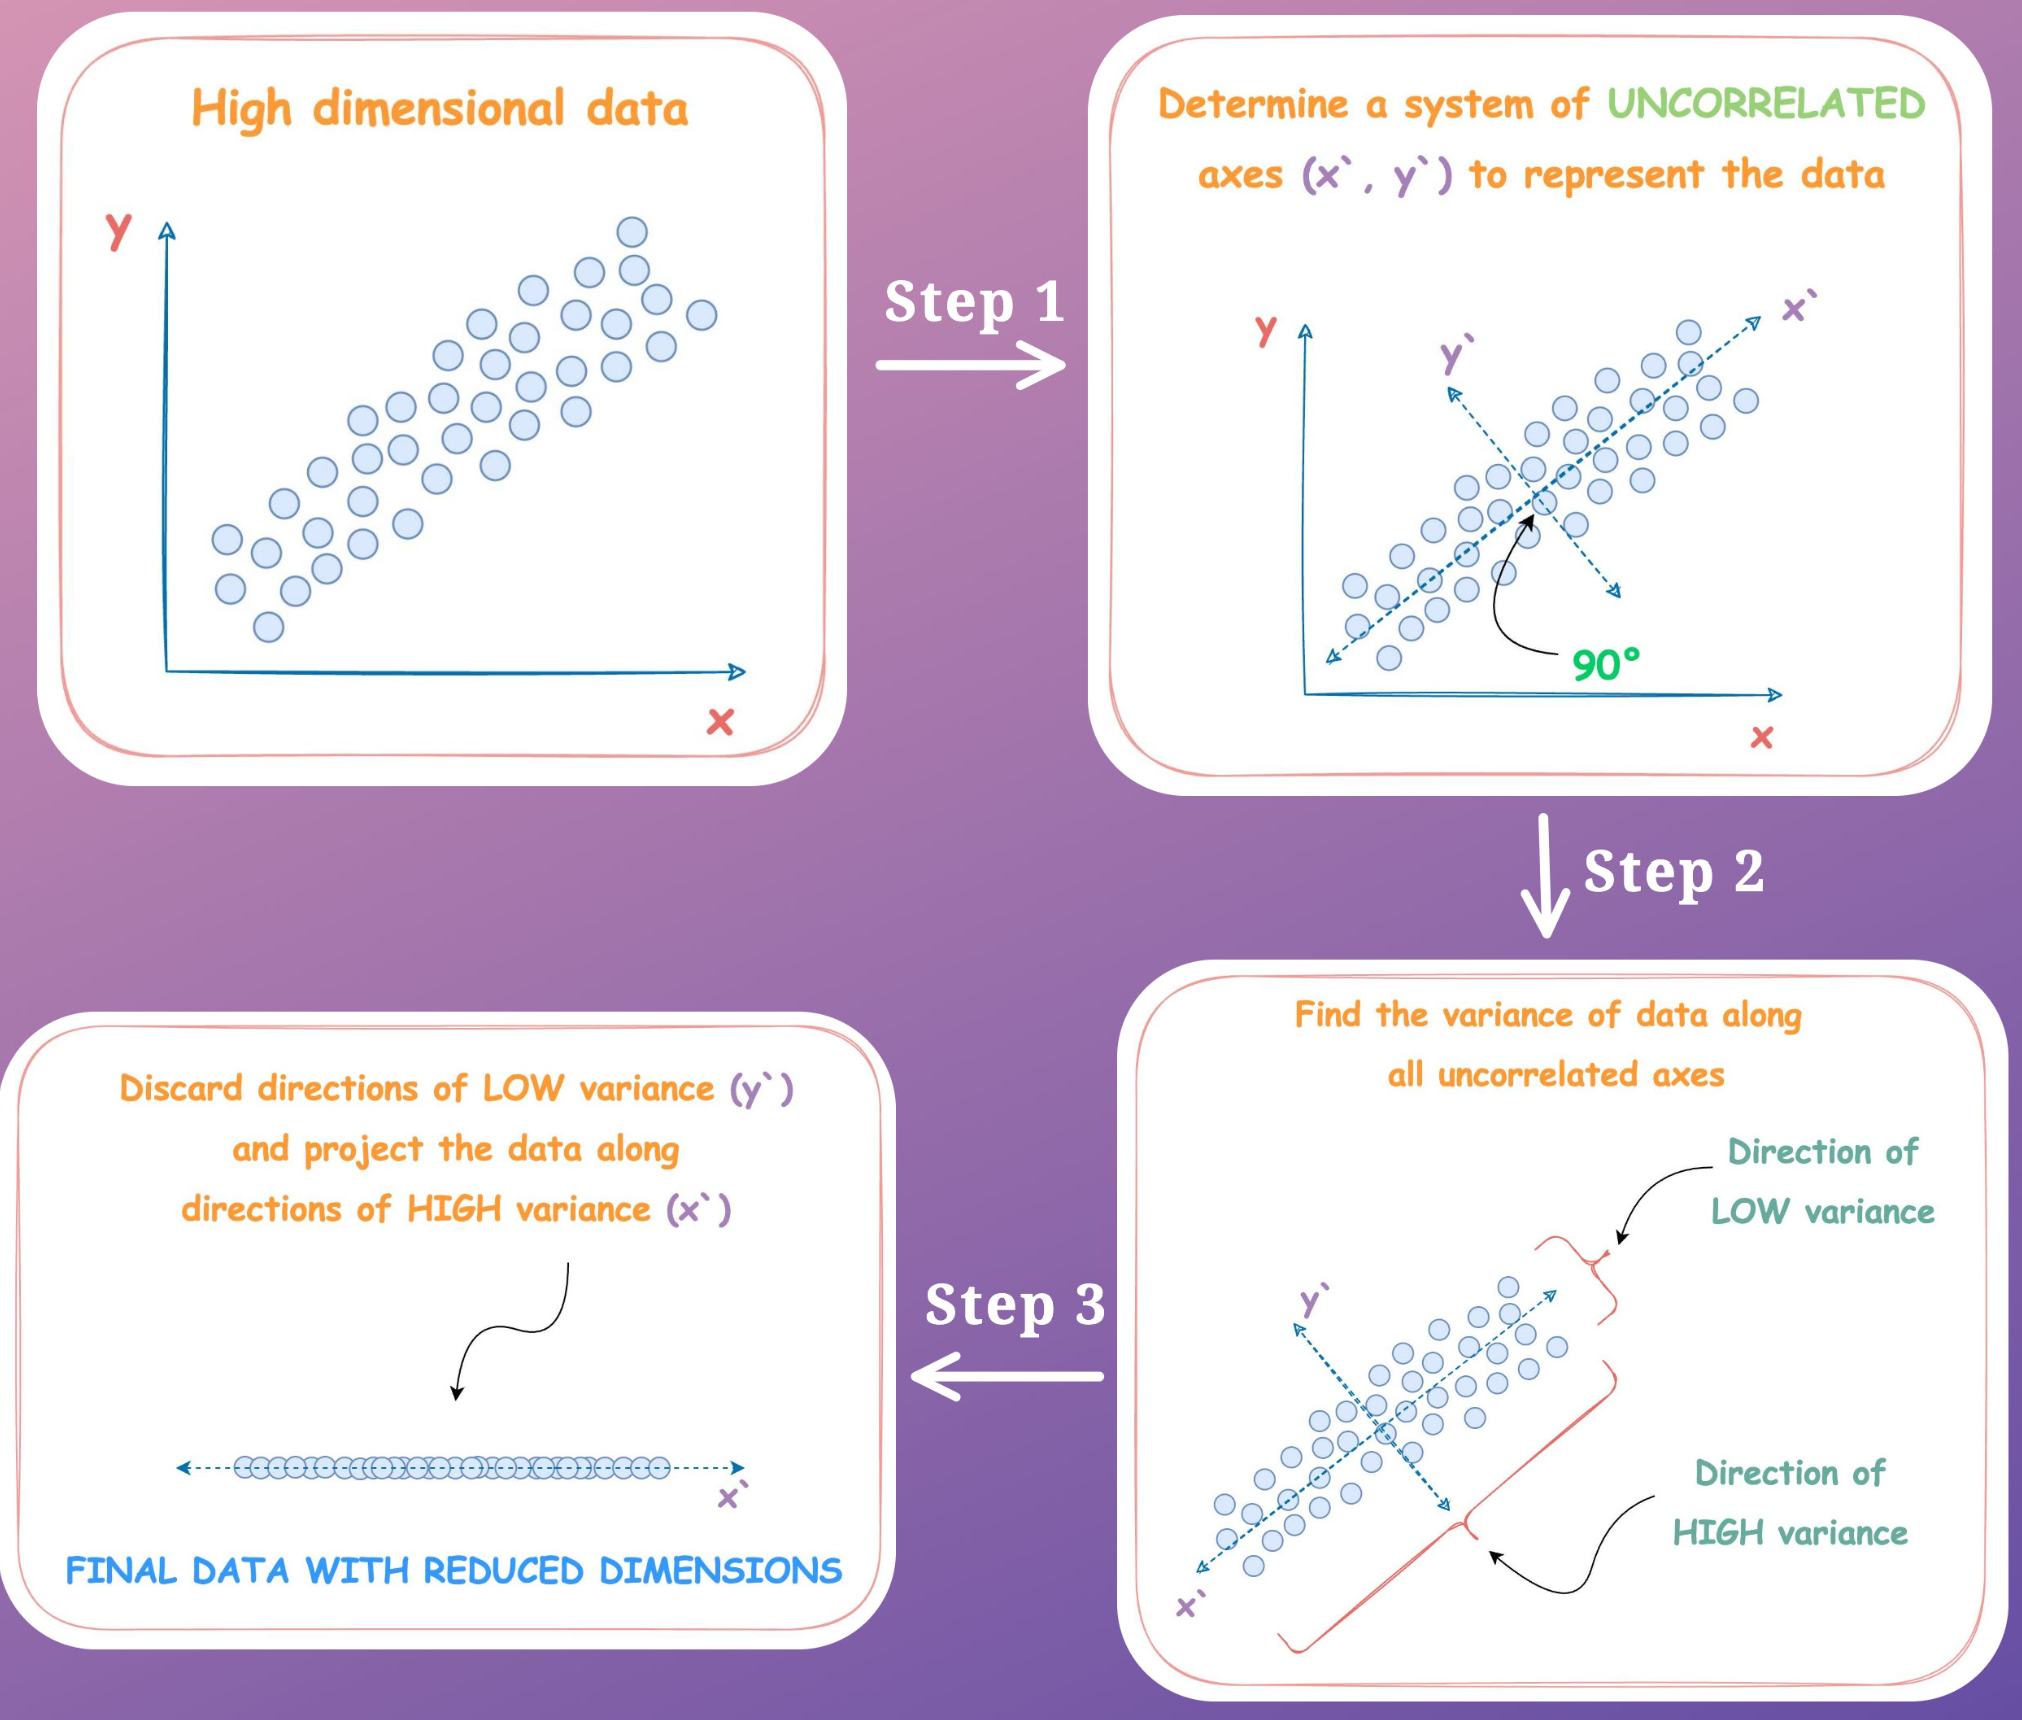 High dimensional data
y
x
Step 1
Determine a system of UNCORRELATED
axes (x`, y`) to represent the data
y
y`
x`
90°
x
Step 2
Find the variance of data along
all uncorrelated axes
Direction of
LOW variance
y`
Direction of
HIGH variance
x`
Step 3
Discard directions of LOW variance (y`)
and project the data along
directions of HIGH variance (x`)
x`
FINAL DATA WITH REDUCED DIMENSIONS